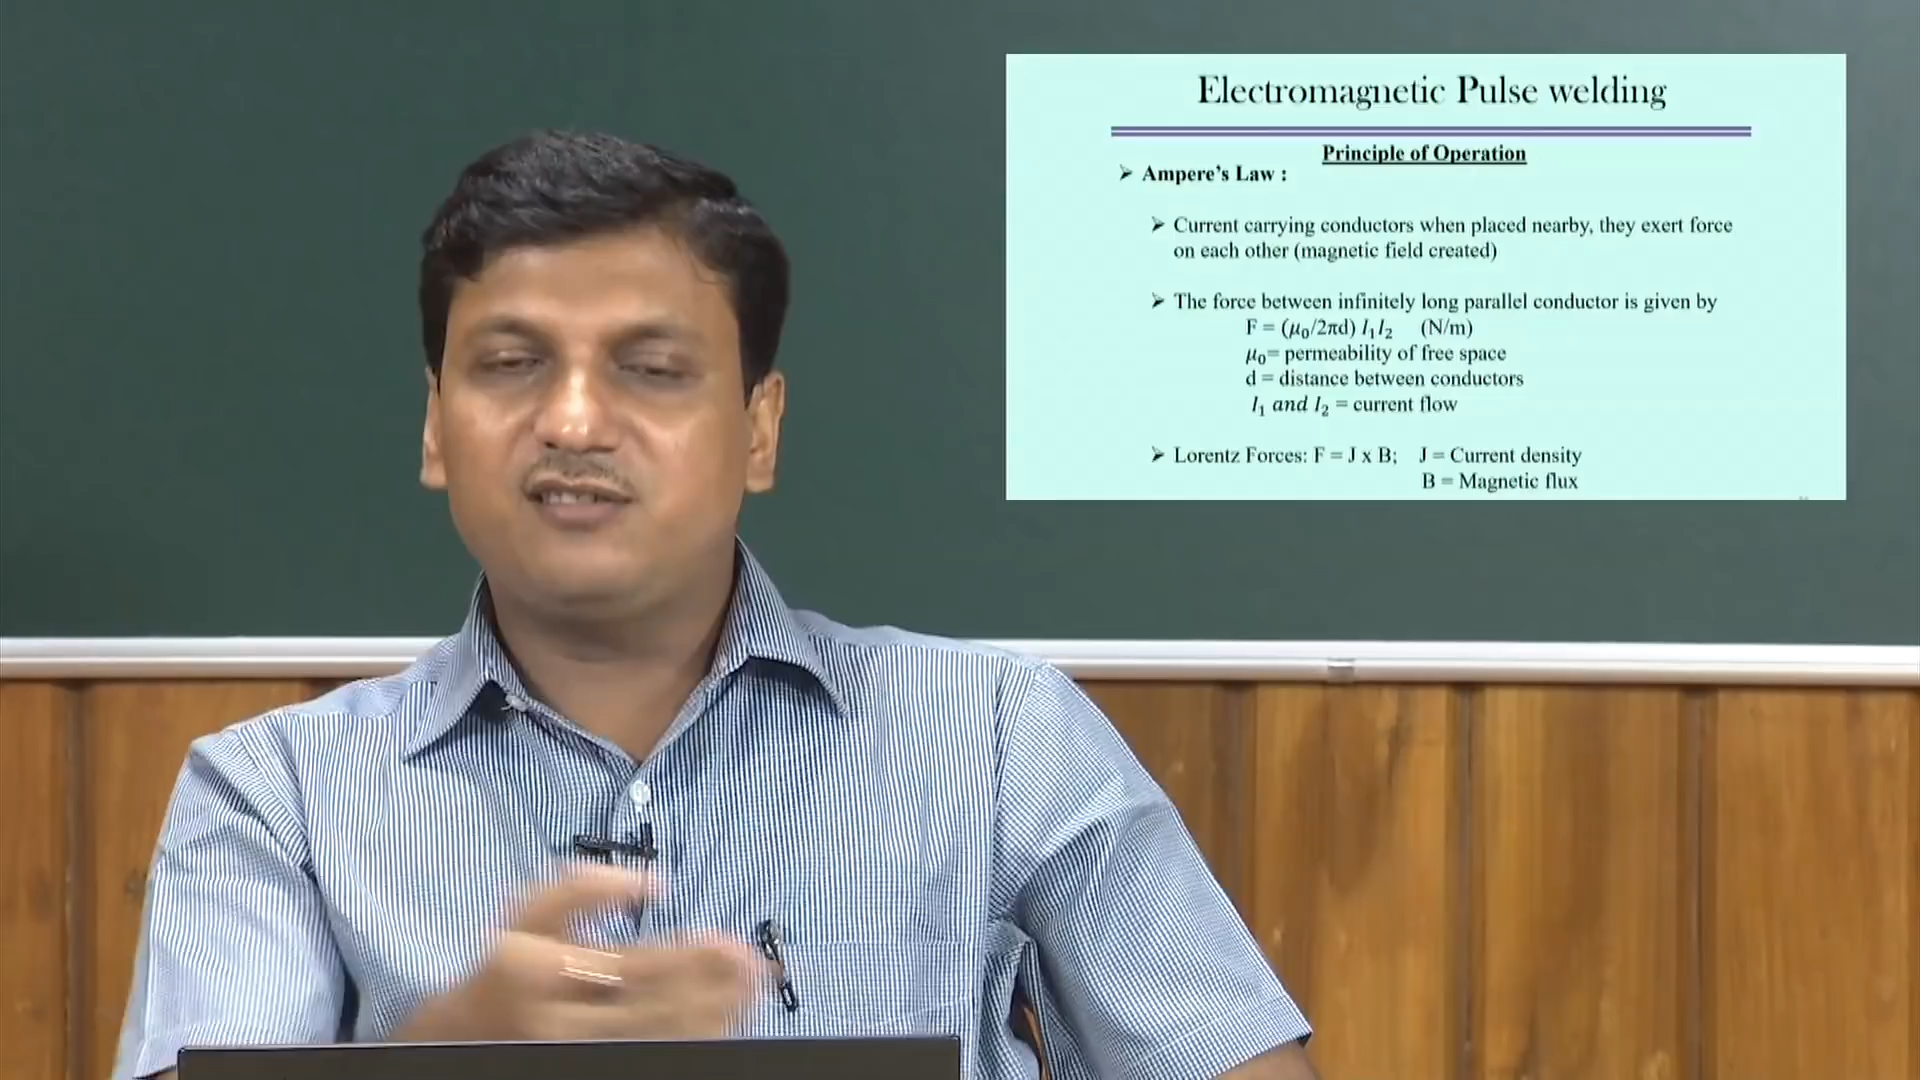 Electromagnetic Pulse welding
Principle of Operation
➢ Ampere's Law :
➢ Current carrying conductors when placed nearby, they exert force
on each other (magnetic field created)
➢ The force between infinitely long parallel conductor is given by
F = (μ₀/2πd) I₁I₂ (N/m)
μ₀= permeability of free space
d = distance between conductors
I₁ and I₂ = current flow
➢ Lorentz Forces: F = J x B; J = Current density
B = Magnetic flux